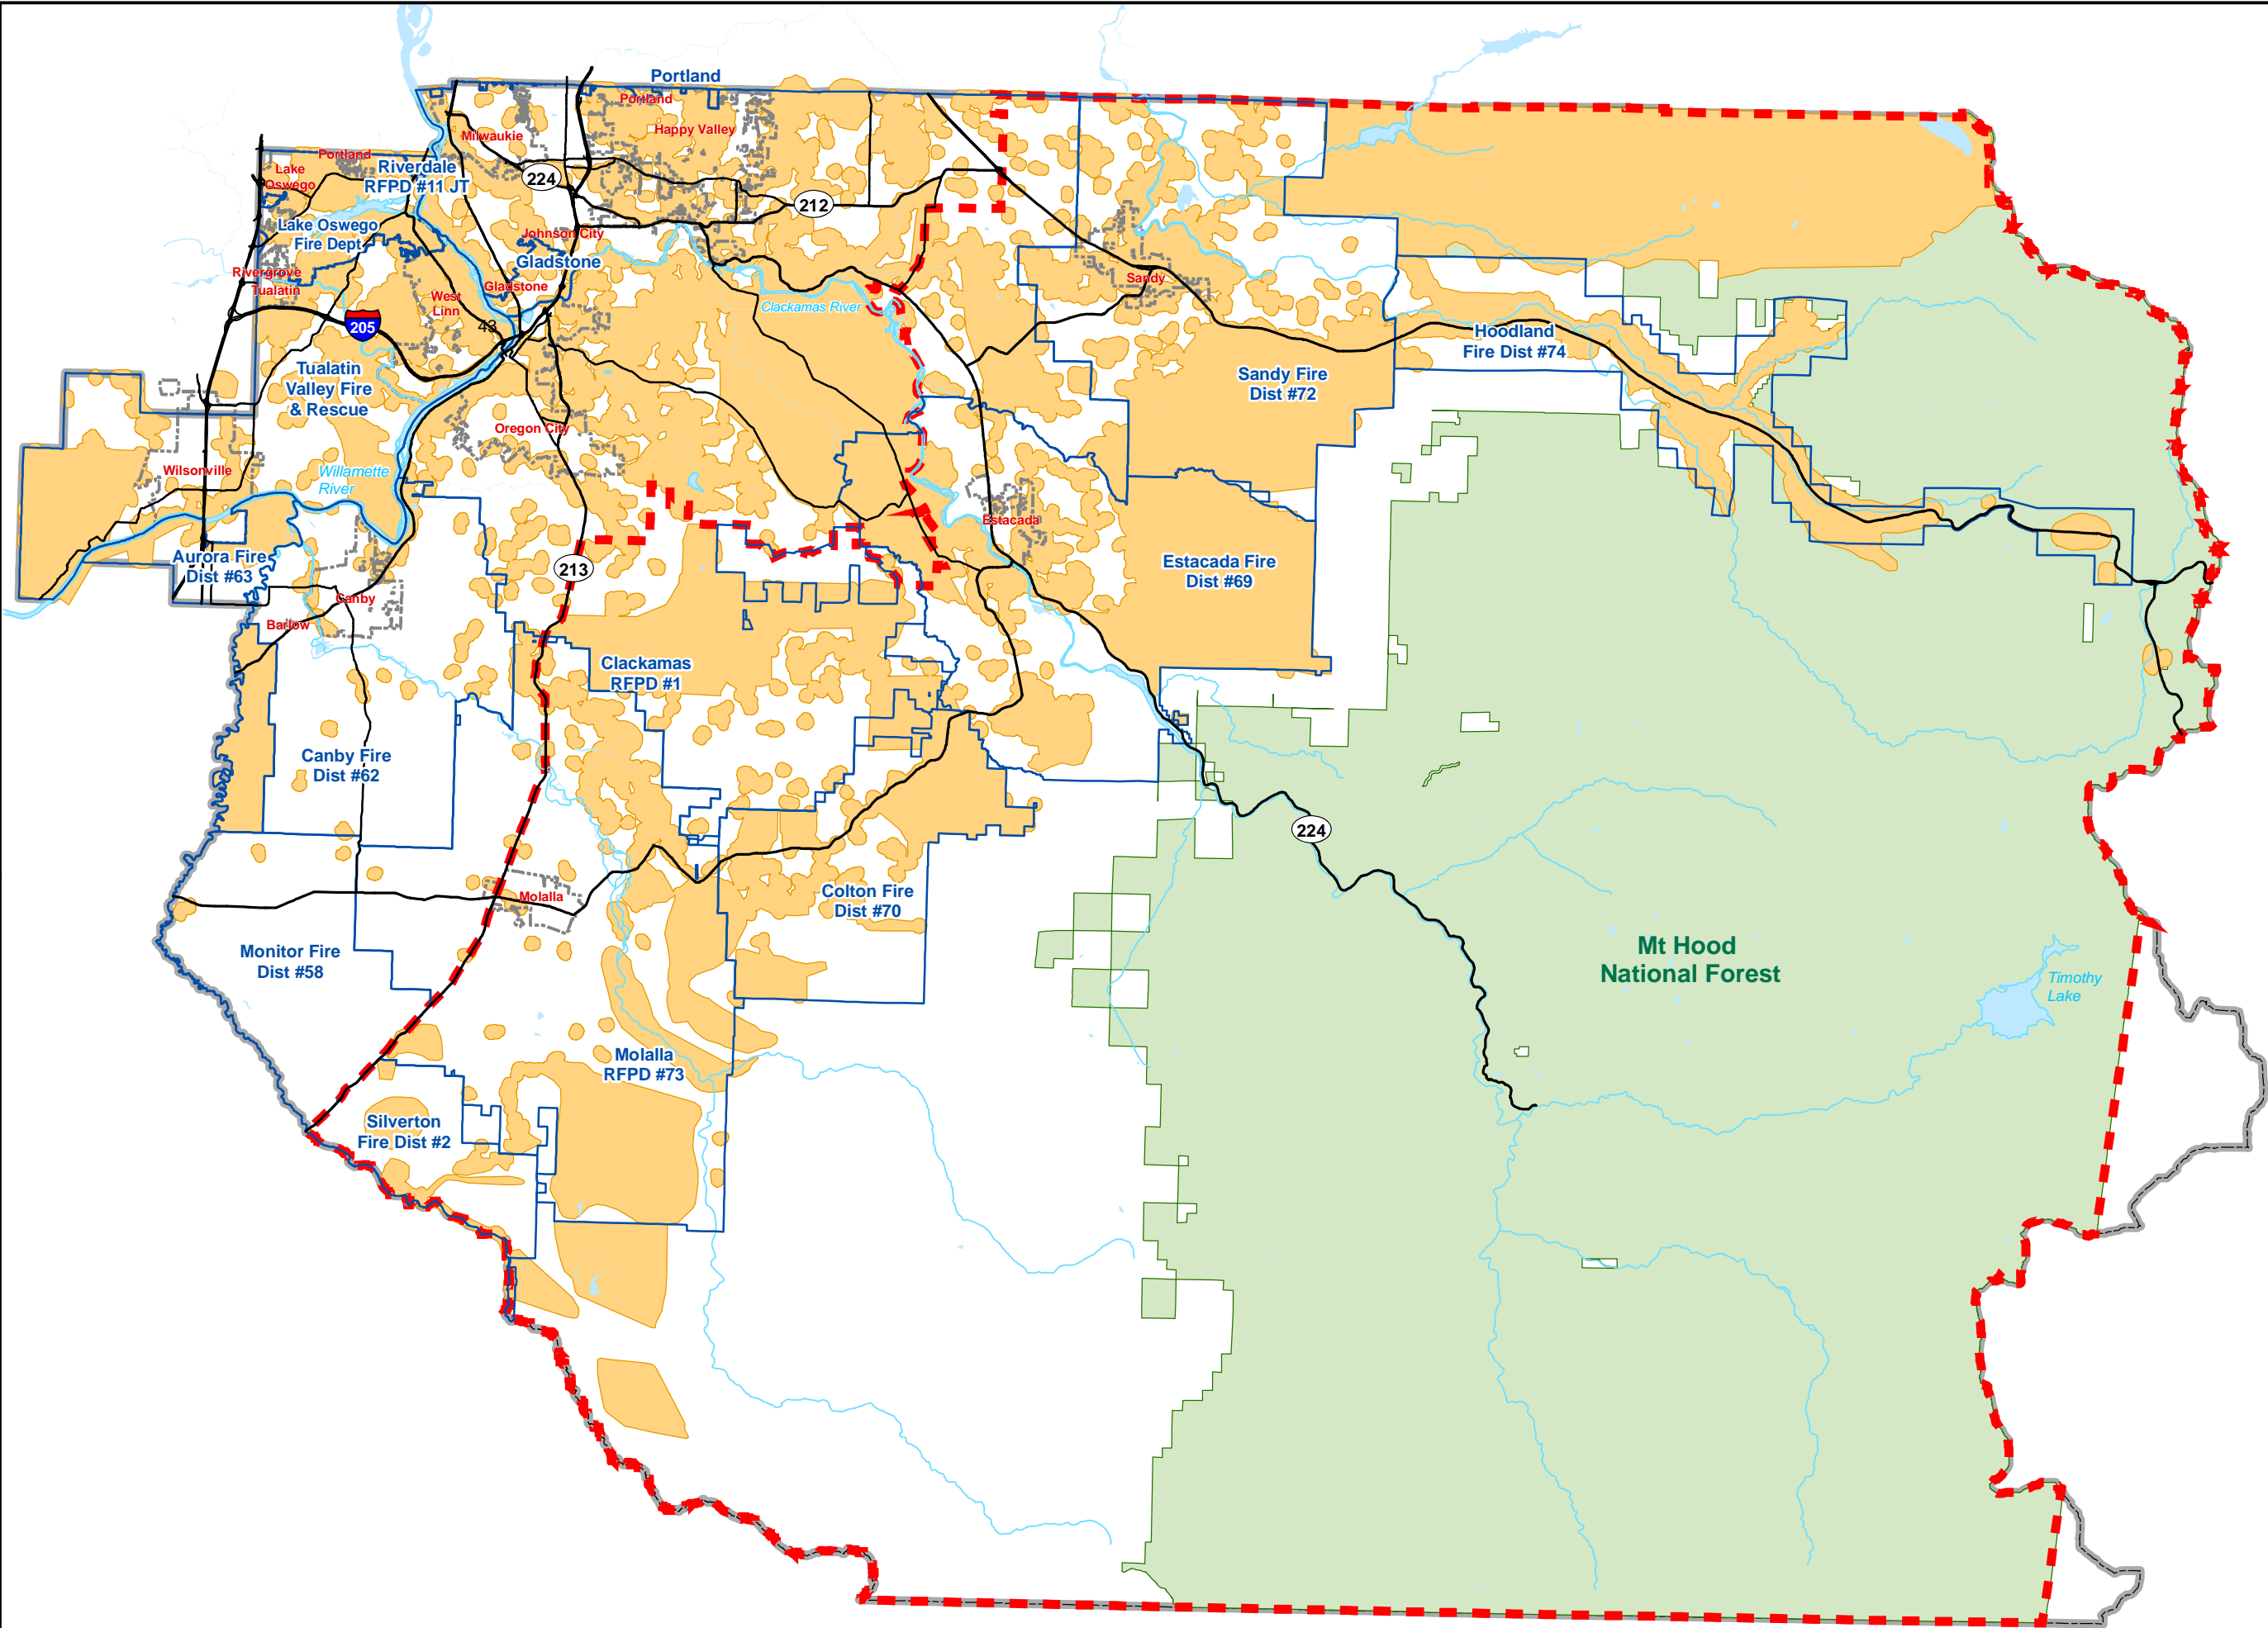 Portland
Portland
Happy Valley
Milwaukie
Portland
Lake
Oswego
Riverdale
RFPD #11 JT
224
212
Lake Oswego
Fire Dept
Johnson City
Gladstone
Rivergrove
Tualatin
Gladstone
West
Linn
43
205
Clackamas River
Sandy
Hoodland
Fire Dist #74
Tualatin
Valley Fire
& Rescue
Sandy Fire
Dist #72
Oregon City
Wilsonville
Willamette
River
Estacada
Aurora Fire
Dist #63
213
Estacada Fire
Dist #69
Canby
Barlow
Clackamas
RFPD #1
Canby Fire
Dist #62
224
Molalla
Colton Fire
Dist #70
Monitor Fire
Dist #58
Mt Hood
National Forest
Timothy
Lake
Molalla
RFPD #73
Silverton
Fire Dist #2